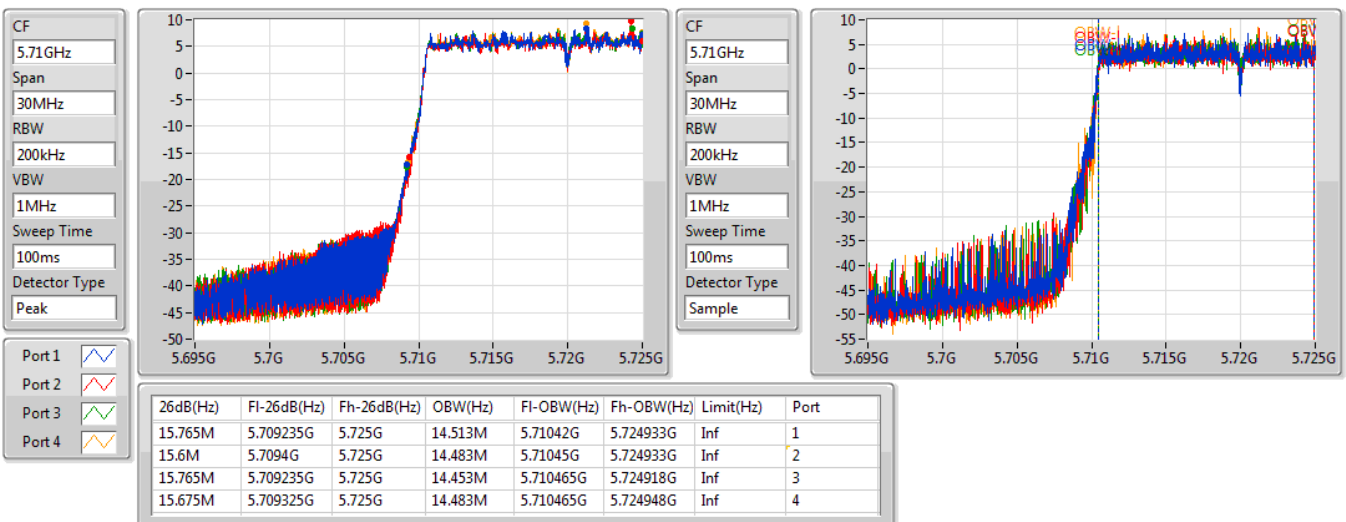 CF
5.71GHz
Span
30MHz
RBW
200kHz
VBW
1MHz
Sweep Time
100ms
Detector Type
Peak
10
5
0
-5
-10
-15
-20
-25
-30
-35
-40
-45
-50
5.695G 5.7G 5.705G 5.71G 5.715G 5.72G 5.725G
CF
5.71GHz
Span
30MHz
RBW
200kHz
VBW
1MHz
Sweep Time
100ms
Detector Type
Sample
10
5
0
-5
-10
-15
-20
-25
-30
-35
-40
-45
-50
-55
5.695G 5.7G 5.705G 5.71G 5.715G 5.72G 5.725G
Port 1
Port 2
Port 3
Port 4
26dB(Hz) Fl-26dB(Hz) Fh-26dB(Hz) OBW(Hz) Fl-OBW(Hz) Fh-OBW(Hz) Limit(Hz) Port
15.765M 5.709235G 5.725G 14.513M 5.71042G 5.724933G Inf 1
15.6M 5.7094G 5.725G 14.483M 5.71045G 5.724933G Inf 2
15.765M 5.709235G 5.725G 14.453M 5.710465G 5.724918G Inf 3
15.675M 5.709325G 5.725G 14.483M 5.710465G 5.724948G Inf 4